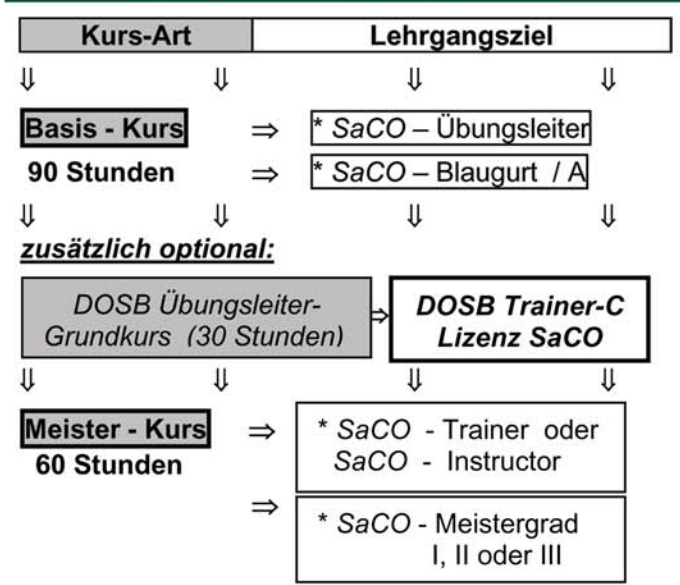 Kurs-Art Lehrgangsziel
⇓ ⇓ ⇓ ⇓
Basis - Kurs ⇒ * SaCO – Übungsleiter
90 Stunden ⇒ * SaCO – Blaugurt / A
⇓ ⇓ ⇓ ⇓
zusätzlich optional:
DOSB Übungsleiter- ⇒ DOSB Trainer-C
Grundkurs (30 Stunden) Lizenz SaCO
⇓ ⇓ ⇓ ⇓
Meister - Kurs ⇒ * SaCO - Trainer oder
60 Stunden SaCO - Instructor
⇒ * SaCO - Meistergrad
I, II oder III